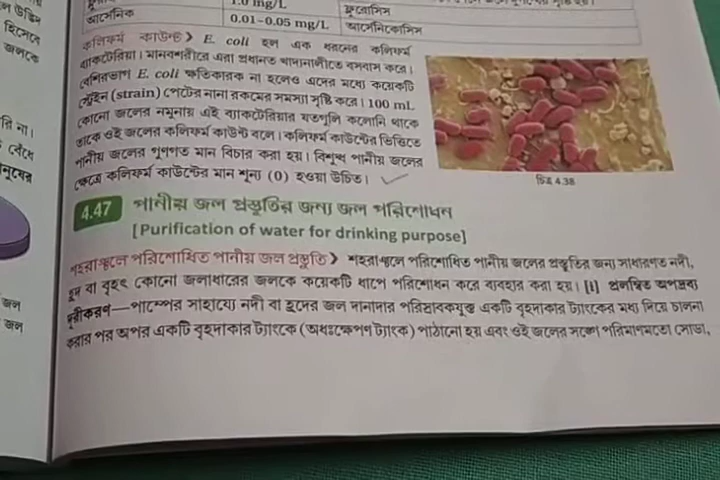 1.0 mg/L
ফ্লুরোসিস
আর্সেনিক
0.01–0.05 mg/L
আর্সেনিকোসিস
কলিফর্ম কাউন্ট❯ E. coli হল এক ধরনের কলিফর্ম
ব্যাকটেরিয়া। মানবশরীরে এরা প্রধানত খাদ্যনালীতে বসবাস করে।
বেশিরভাগ E. coli ক্ষতিকারক না হলেও এদের মধ্যে কয়েকটি
স্ট্রেইন (strain) পেটের নানা রকমের সমস্যা সৃষ্টি করে। 100 mL
কোনো জলের নমুনায় এই ব্যাকটেরিয়ার যতগুলি কলোনি থাকে
তাকে ওই জলের কলিফর্ম কাউন্ট বলে। কলিফর্ম কাউন্টের ভিত্তিতে
পানীয় জলের গুণগত মান বিচার করা হয়। বিশুদ্ধ পানীয় জলের
ক্ষেত্রে কলিফর্ম কাউন্টের মান শূন্য (0) হওয়া উচিত।
চিত্র 4.38
4.47 পানীয় জল প্রস্তুতির জন্য জল পরিশোধন
[Purification of water for drinking purpose]
শহরাঞ্চলে পরিশোধিত পানীয় জল প্রস্তুতি❯ শহরাঞ্চলে পরিশোধিত পানীয় জলের প্রস্তুতির জন্য সাধারণত নদী,
হ্রদ বা বৃহৎ কোনো জলাধারের জলকে কয়েকটি ধাপে পরিশোধন করে ব্যবহার করা হয়। [i] প্রলম্বিত অপদ্রব্য
দূরীকরণ—পাম্পের সাহায্যে নদী বা হ্রদের জল দানাদার পরিস্রাবকযুক্ত একটি বৃহদাকার ট্যাংকের মধ্য দিয়ে চালনা
করার পর অপর একটি বৃহদাকার ট্যাংকে (অধঃক্ষেপণ ট্যাংক) পাঠানো হয় এবং ওই জলের সঙ্গে পরিমাণমতো সোডা,
হিসেবে
জলকে
রি না।
বেঁধে
জল
জল